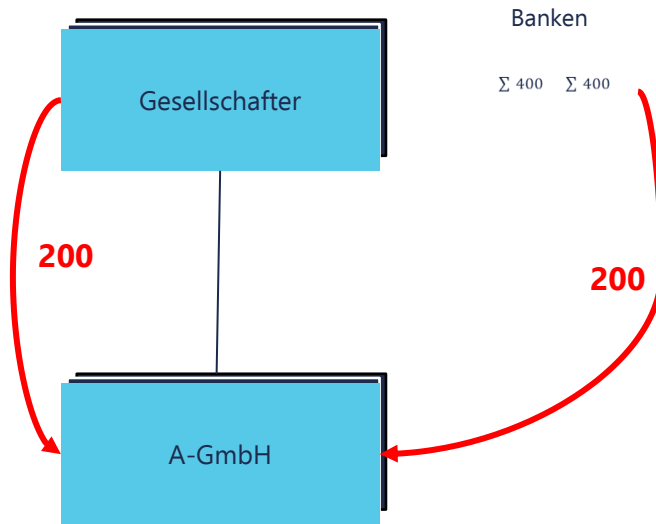 Banken
∑ 400 ∑ 400
Gesellschafter
200
200
A-GmbH